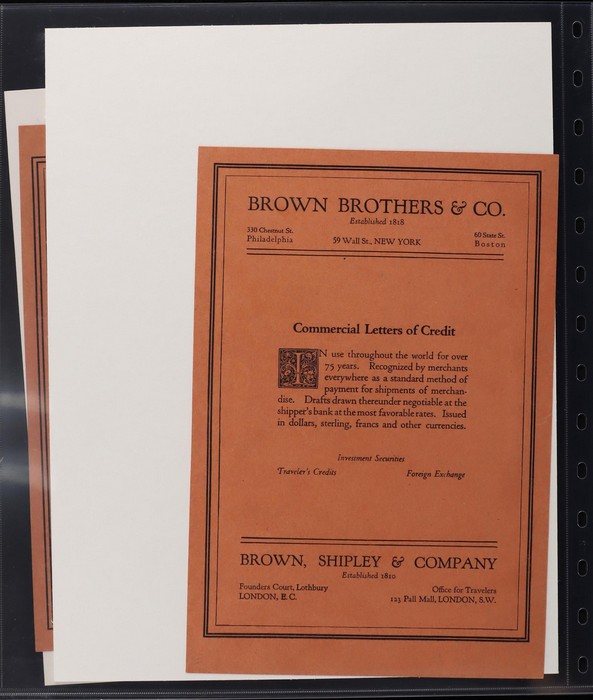 BROWN BROTHERS & CO.
Established 1818
330 Chestnut St.
Philadelphia
59 Wall St., NEW YORK
60 State St.
Boston
Commercial Letters of Credit
IN use throughout the world for over
75 years. Recognized by merchants
everywhere as a standard method of
payment for shipments of merchan-
dise. Drafts drawn thereunder negotiable at the
shipper's bank at the most favorable rates. Issued
in dollars, sterling, francs and other currencies.
Investment Securities
Traveler's Credits
Foreign Exchange
BROWN, SHIPLEY & COMPANY
Established 1810
Founders Court, Lothbury
LONDON, E.C.
Office for Travelers
123 Pall Mall, LONDON, S.W.